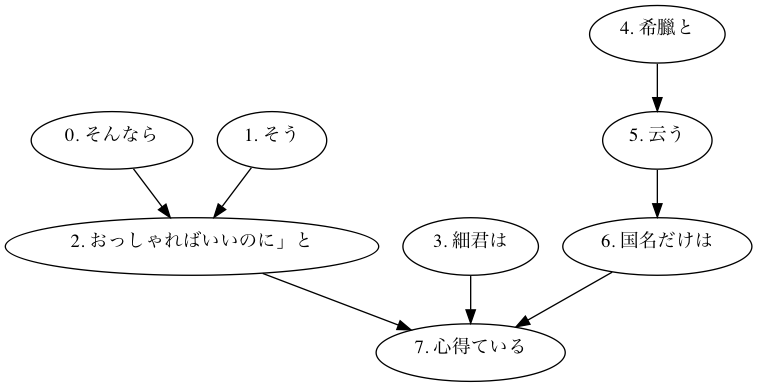 4. 希臘と
0. そんなら
1. そう
5. 云う
2. おっしゃればいいのに」と
3. 細君は
6. 国名だけは
7. 心得ている